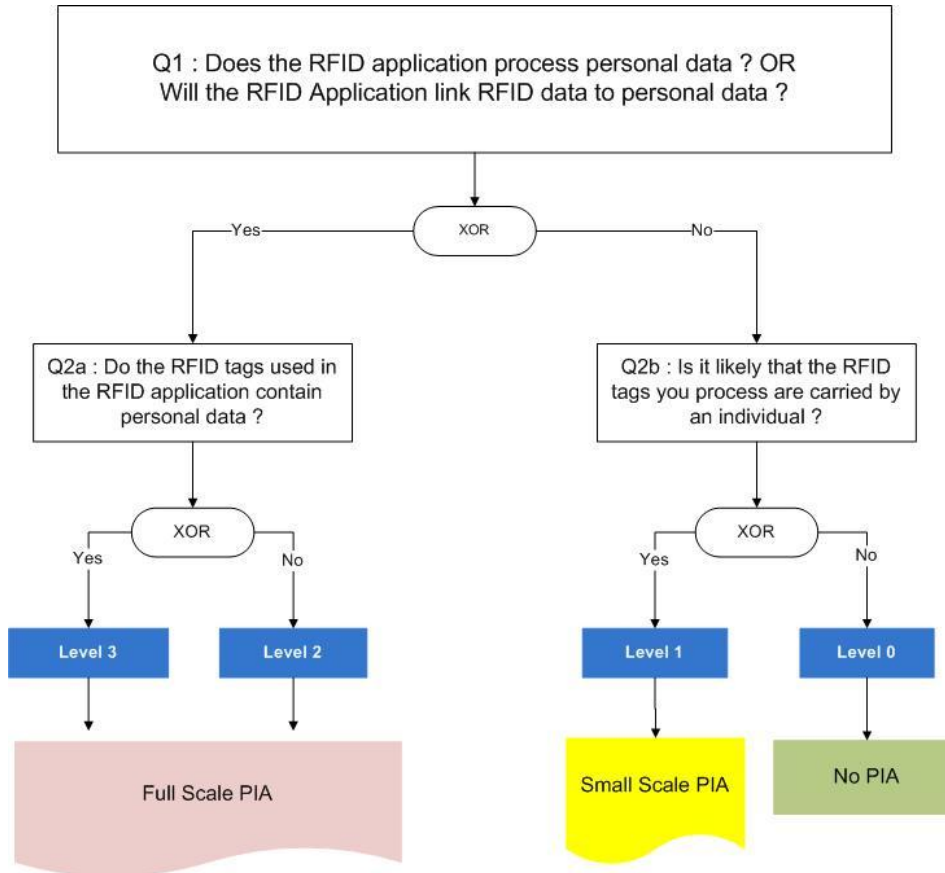 Q1 : Does the RFID application process personal data ? OR
Will the RFID Application link RFID data to personal data ?
XOR
Yes
No
Q2a : Do the RFID tags used in
the RFID application contain
personal data ?
Q2b : Is it likely that the RFID
tags you process are carried by
an individual ?
XOR
XOR
Yes
No
Yes
No
Level 3
Level 2
Level 1
Level 0
Full Scale PIA
Small Scale PIA
No PIA